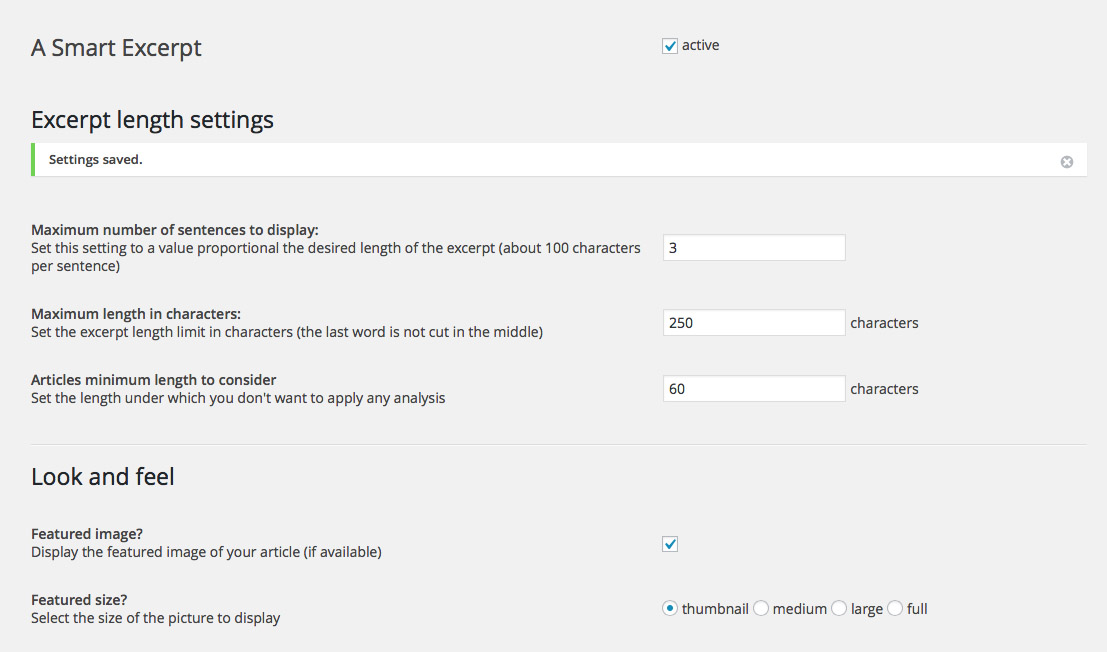 A Smart Excerpt
active
Excerpt length settings
Settings saved.
Maximum number of sentences to display:
Set this setting to a value proportional the desired length of the excerpt (about 100 characters
per sentence)
3
Maximum length in characters:
Set the excerpt length limit in characters (the last word is not cut in the middle)
250 characters
Articles minimum length to consider
Set the length under which you don't want to apply any analysis
60 characters
Look and feel
Featured image?
Display the featured image of your article (if available)
Featured size?
Select the size of the picture to display
thumbnail medium large full